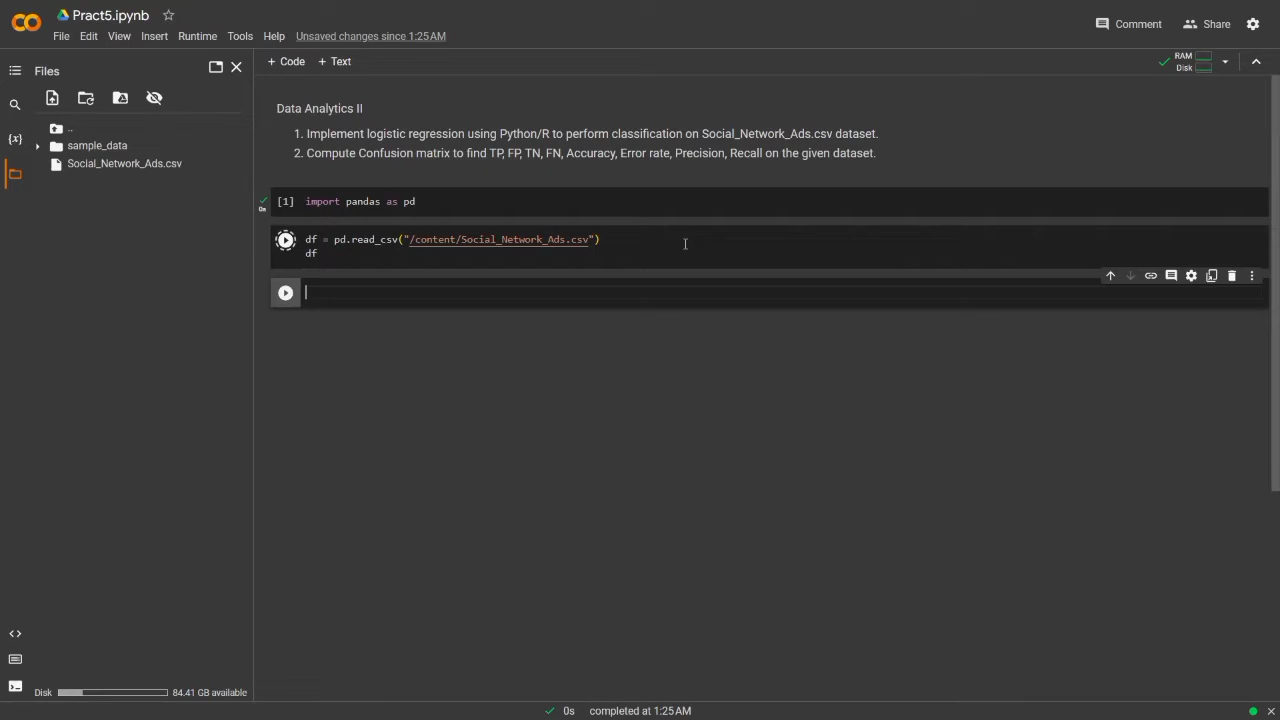 Pract5.ipynb
File Edit View Insert Runtime Tools Help Unsaved changes since 1:25AM
Comment Share
Files
+ Code + Text
RAM
Disk
..
sample_data
Social_Network_Ads.csv
Data Analytics II
1. Implement logistic regression using Python/R to perform classification on Social_Network_Ads.csv dataset.
2. Compute Confusion matrix to find TP, FP, TN, FN, Accuracy, Error rate, Precision, Recall on the given dataset.
[1] import pandas as pd
0s
df = pd.read_csv("/content/Social_Network_Ads.csv")
df
Disk 84.41 GB available
0s completed at 1:25AM